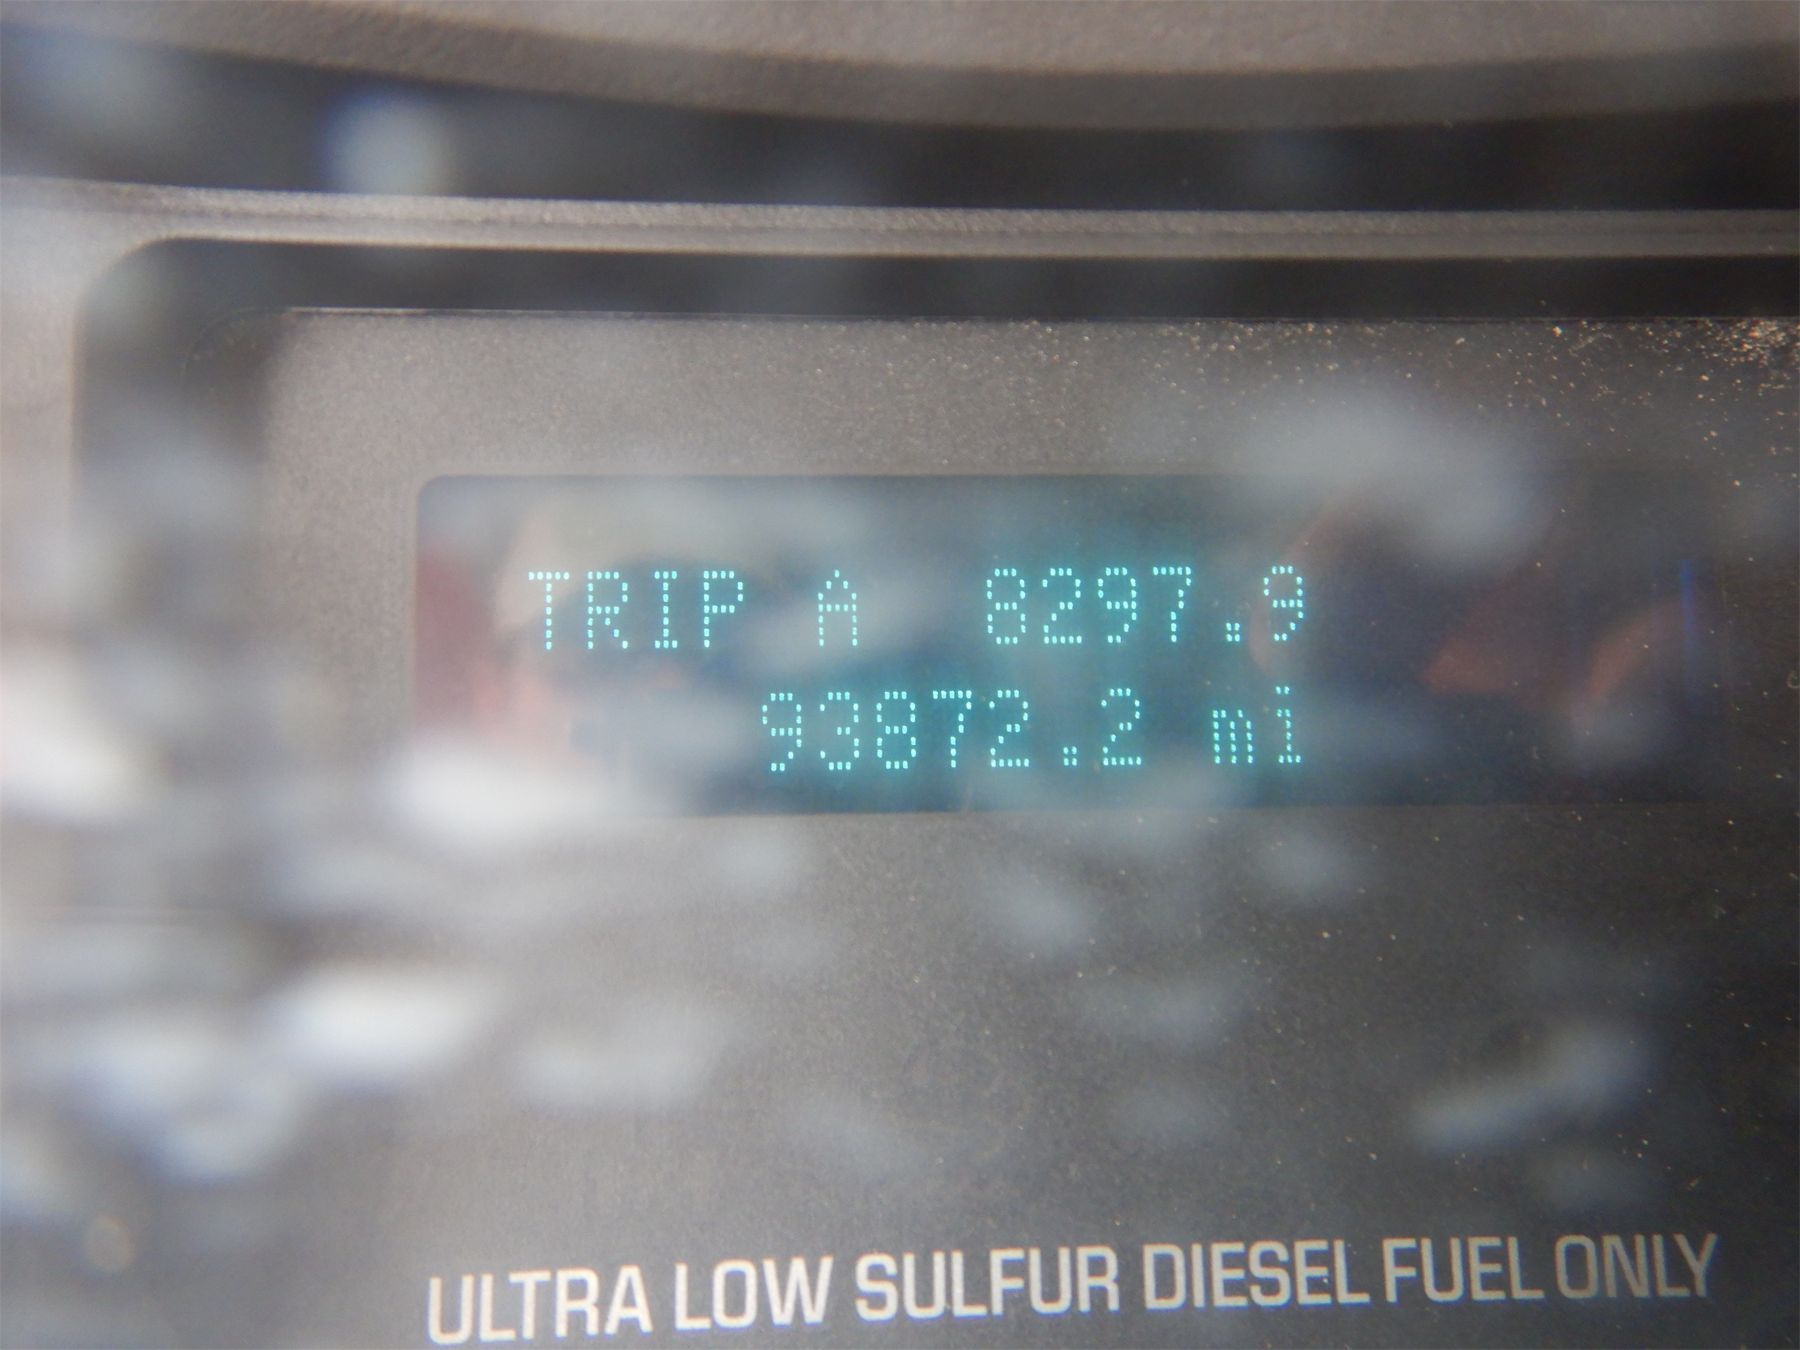 TRIP A 8297.9
93872.2 mi
ULTRA LOW SULFUR DIESEL FUEL ONLY